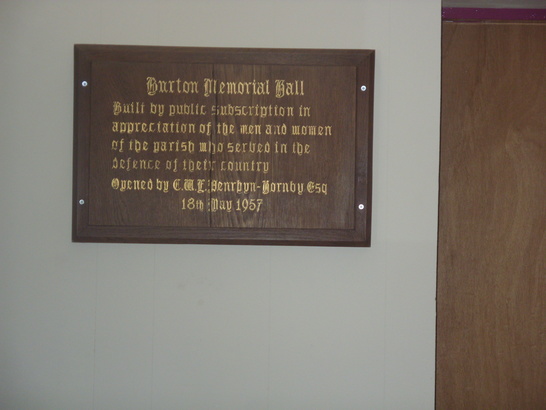 Burton Memorial Hall
Built by public subscription in
appreciation of the men and women
of the parish who served in the
defence of their country
Opened by C.W.L. Penrhyn-Hornby Esq
18th May 1957